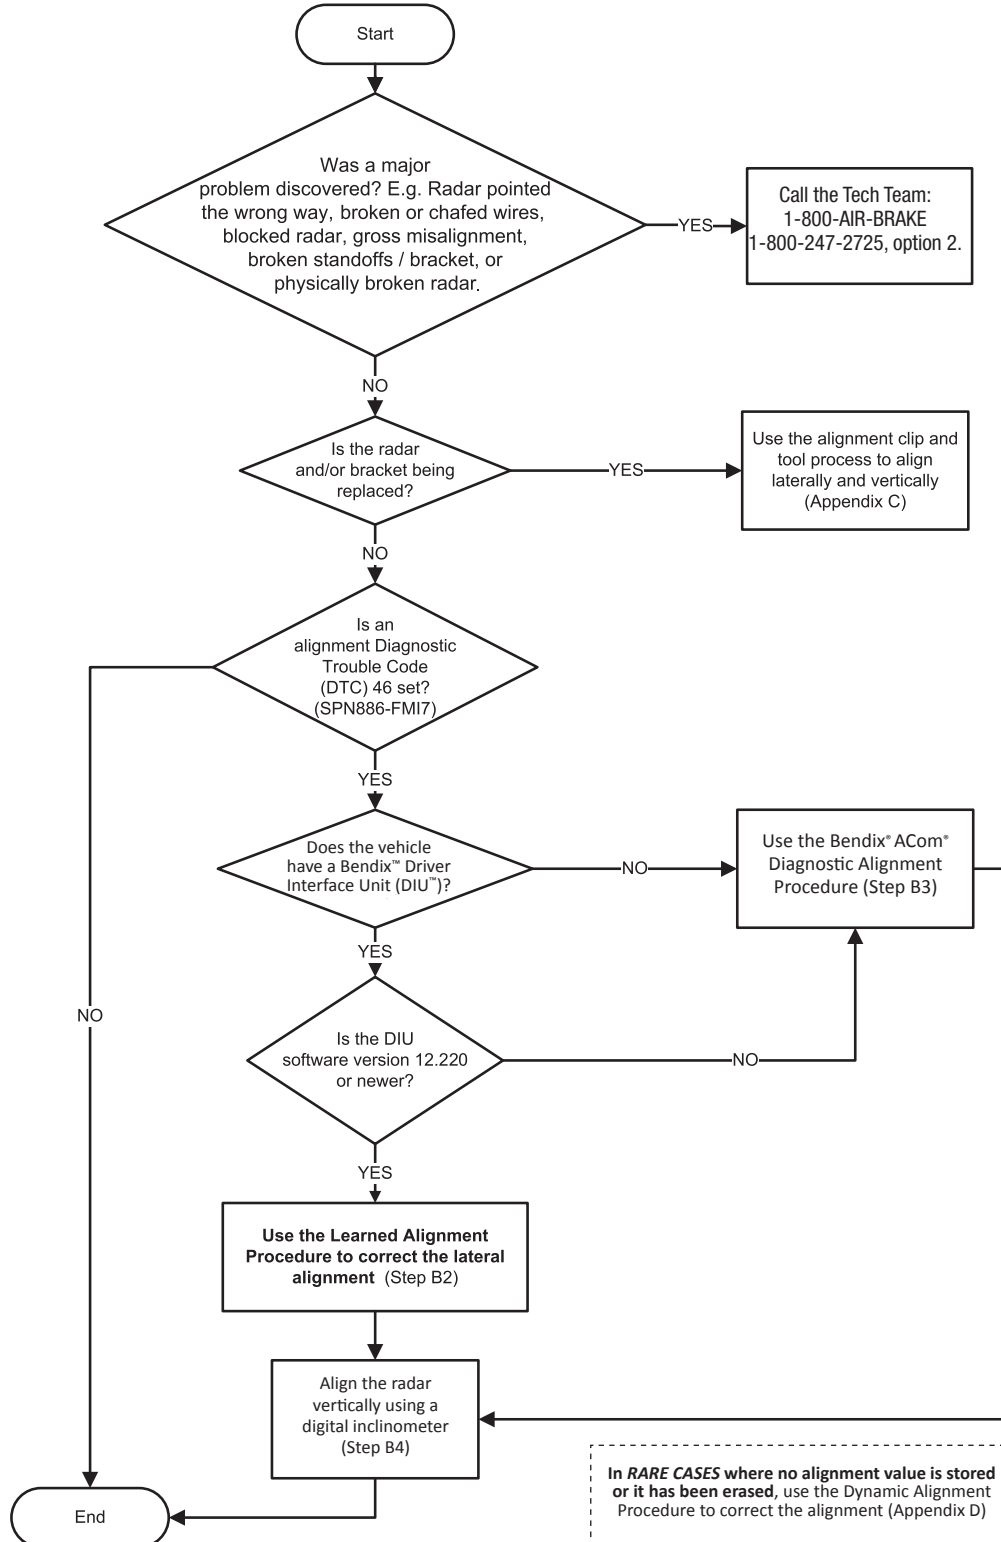 Start
Was a major
problem discovered? E.g. Radar pointed
the wrong way, broken or chafed wires,
blocked radar, gross misalignment,
broken standoffs / bracket, or
physically broken radar.
YES
Call the Tech Team:
1-800-AIR-BRAKE
1-800-247-2725, option 2.
NO
Is the radar
and/or bracket being
replaced?
YES
Use the alignment clip and
tool process to align
laterally and vertically
(Appendix C)
NO
Is an
alignment Diagnostic
Trouble Code
(DTC) 46 set?
(SPN886-FMI7)
YES
Does the vehicle
have a Bendix™ Driver
Interface Unit (DIU™)?
NO
Use the Bendix® ACom®
Diagnostic Alignment
Procedure (Step B3)
YES
NO
Is the DIU
software version 12.220
or newer?
NO
YES
Use the Learned Alignment
Procedure to correct the lateral
alignment (Step B2)
Align the radar
vertically using a
digital inclinometer
(Step B4)
In RARE CASES where no alignment value is stored
or it has been erased, use the Dynamic Alignment
Procedure to correct the alignment (Appendix D)
End